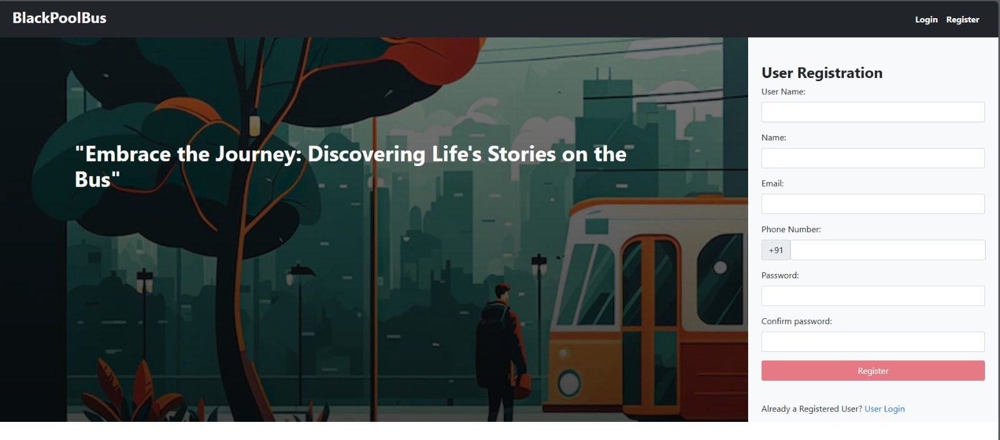 BlackPoolBus
Login Register
"Embrace the Journey: Discovering Life's Stories on the
Bus"
User Registration
User Name:
Name:
Email:
Phone Number:
+91
Password:
Confirm password:
Register
Already a Registered User? User Login